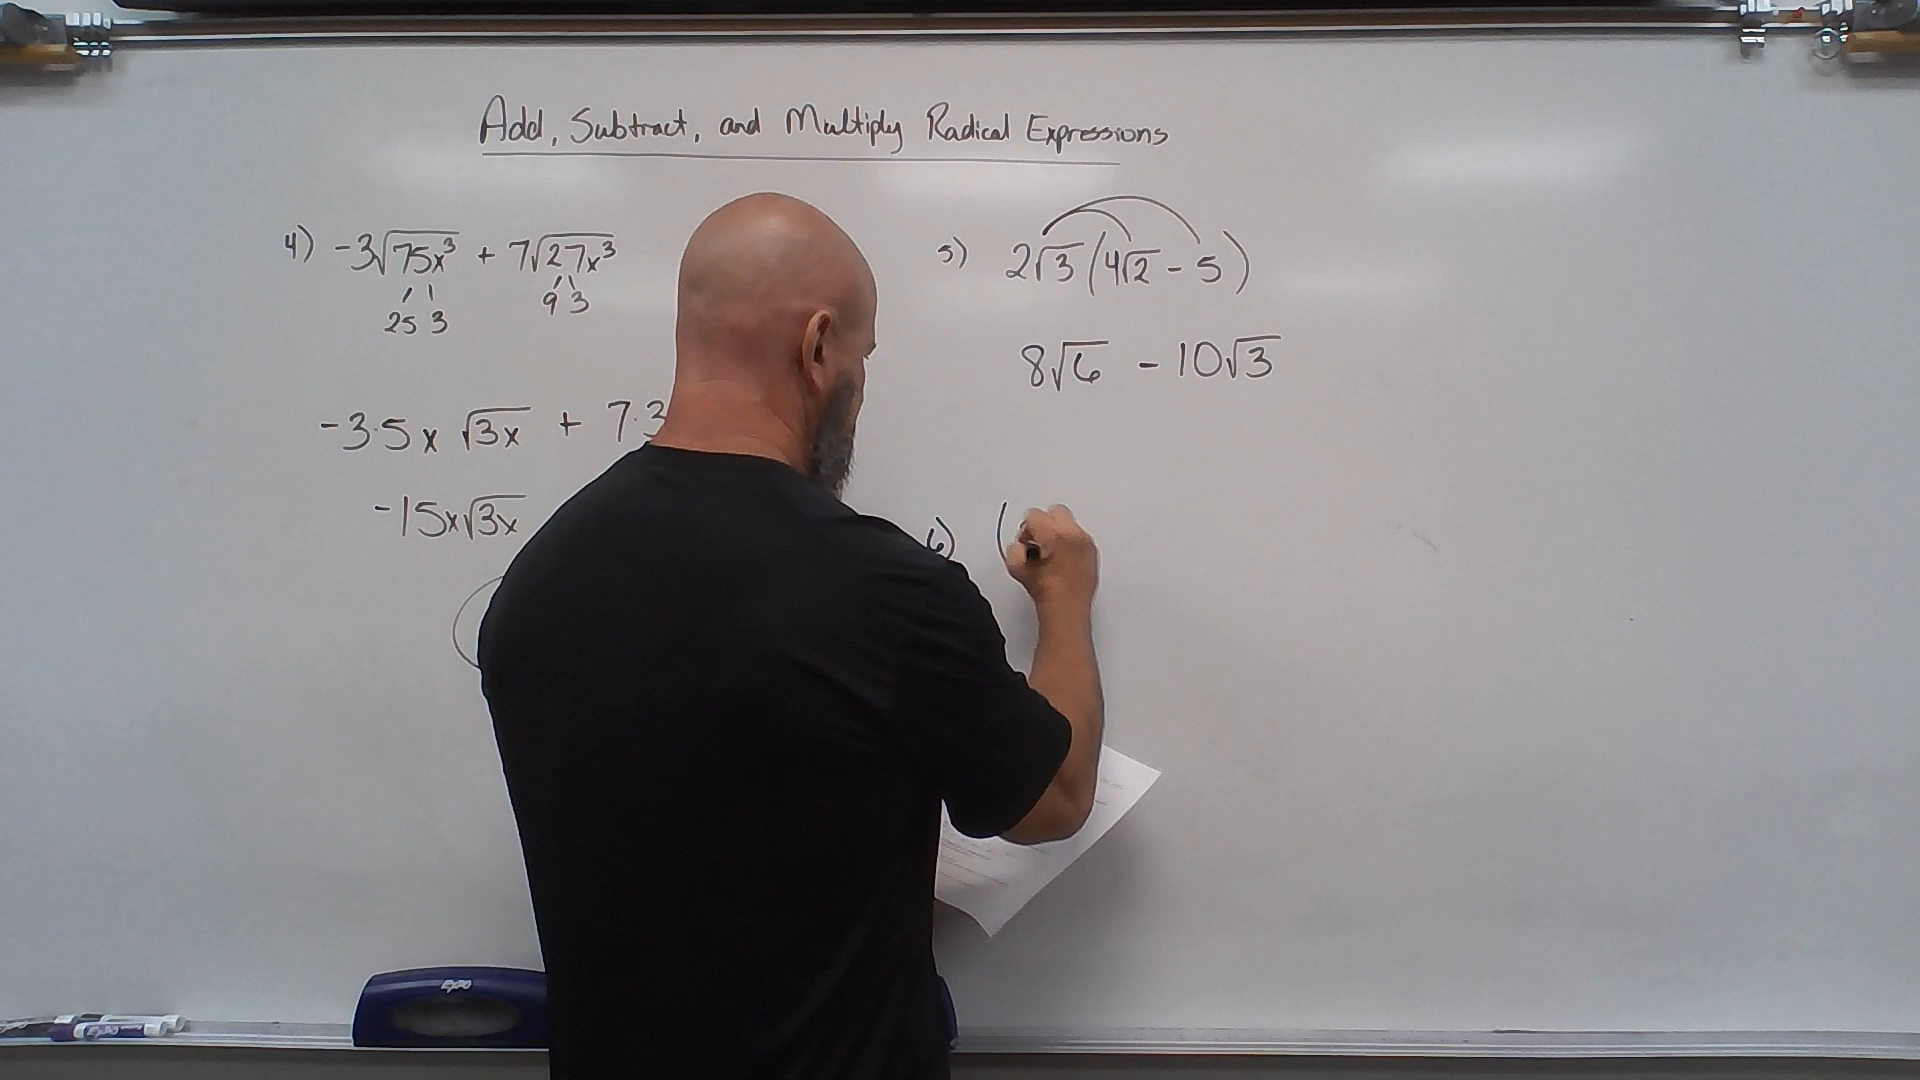 Add, Subtract, and Multiply Radical Expressions
4) -3√75x³ + 7√27x³
25 3 9 3
-3·5x √3x + 7·3
-15x√3x
5) 2√3(4√2 - 5)
8√6 - 10√3
6) (
Expo